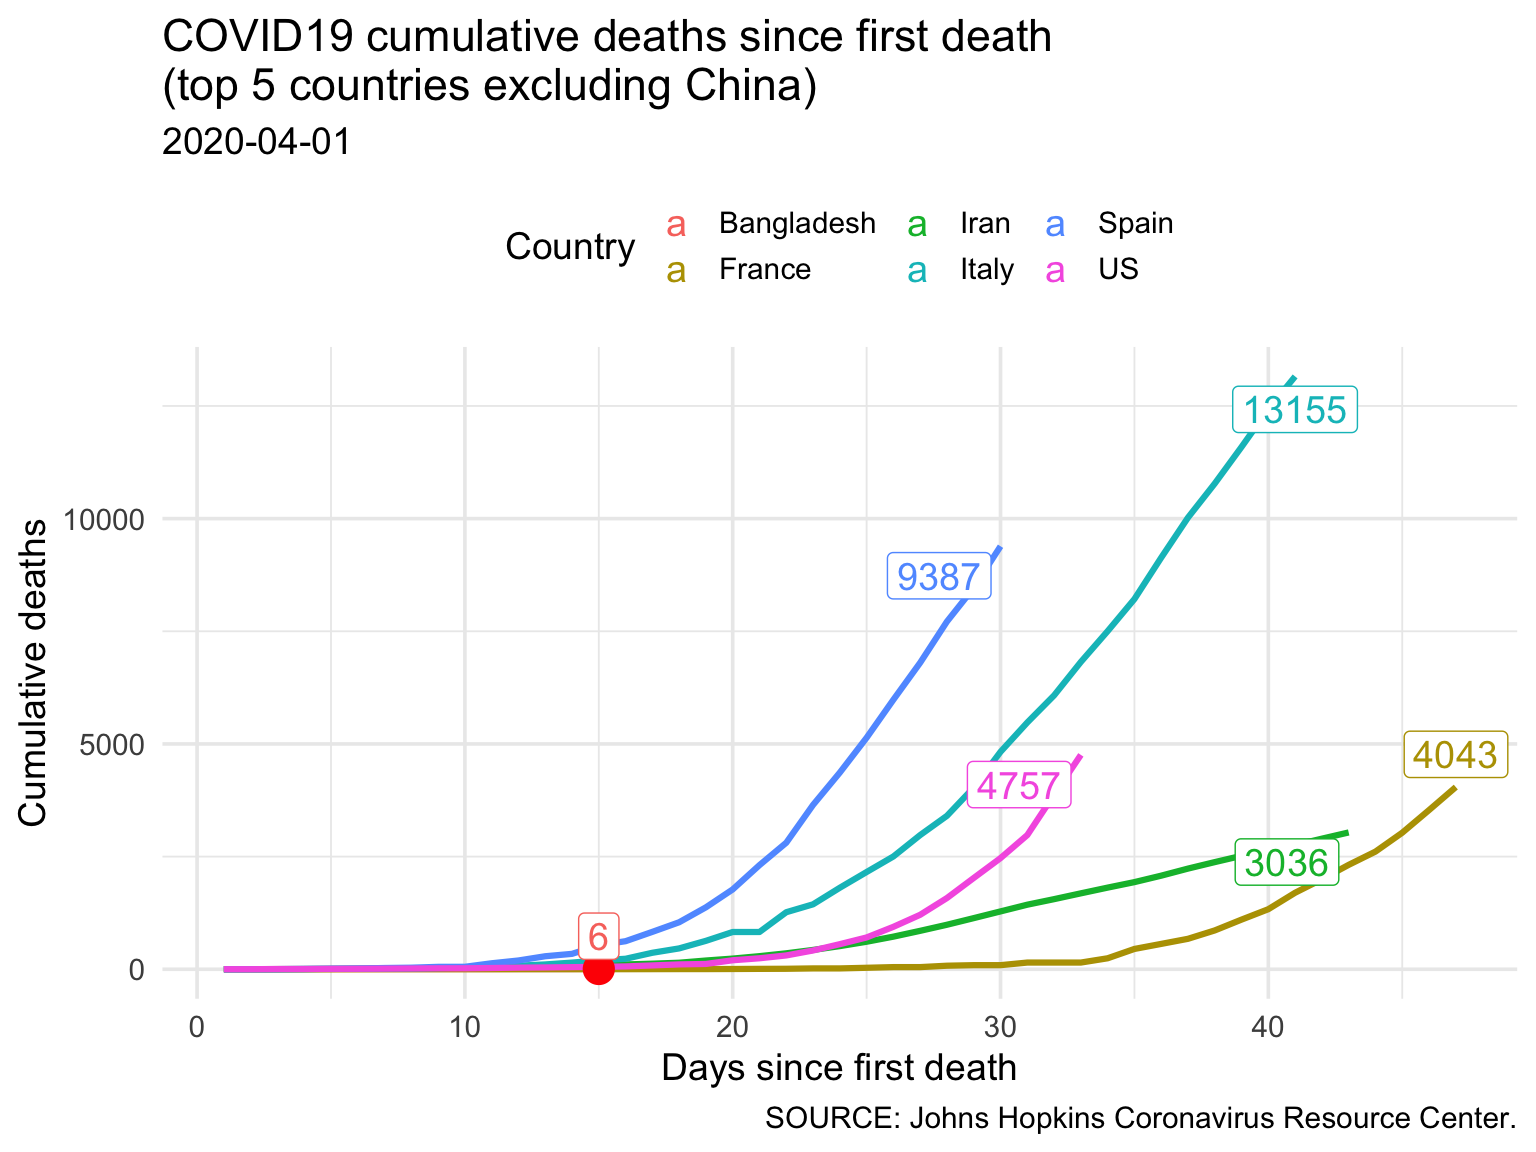 COVID19 cumulative deaths since first death
(top 5 countries excluding China)
2020-04-01
Country
a Bangladesh a Iran a Spain
a France a Italy a US
13155
10000
9387
5000
4757
4043
3036
6
0
Cumulative deaths
0 10 20 30 40
Days since first death
SOURCE: Johns Hopkins Coronavirus Resource Center.